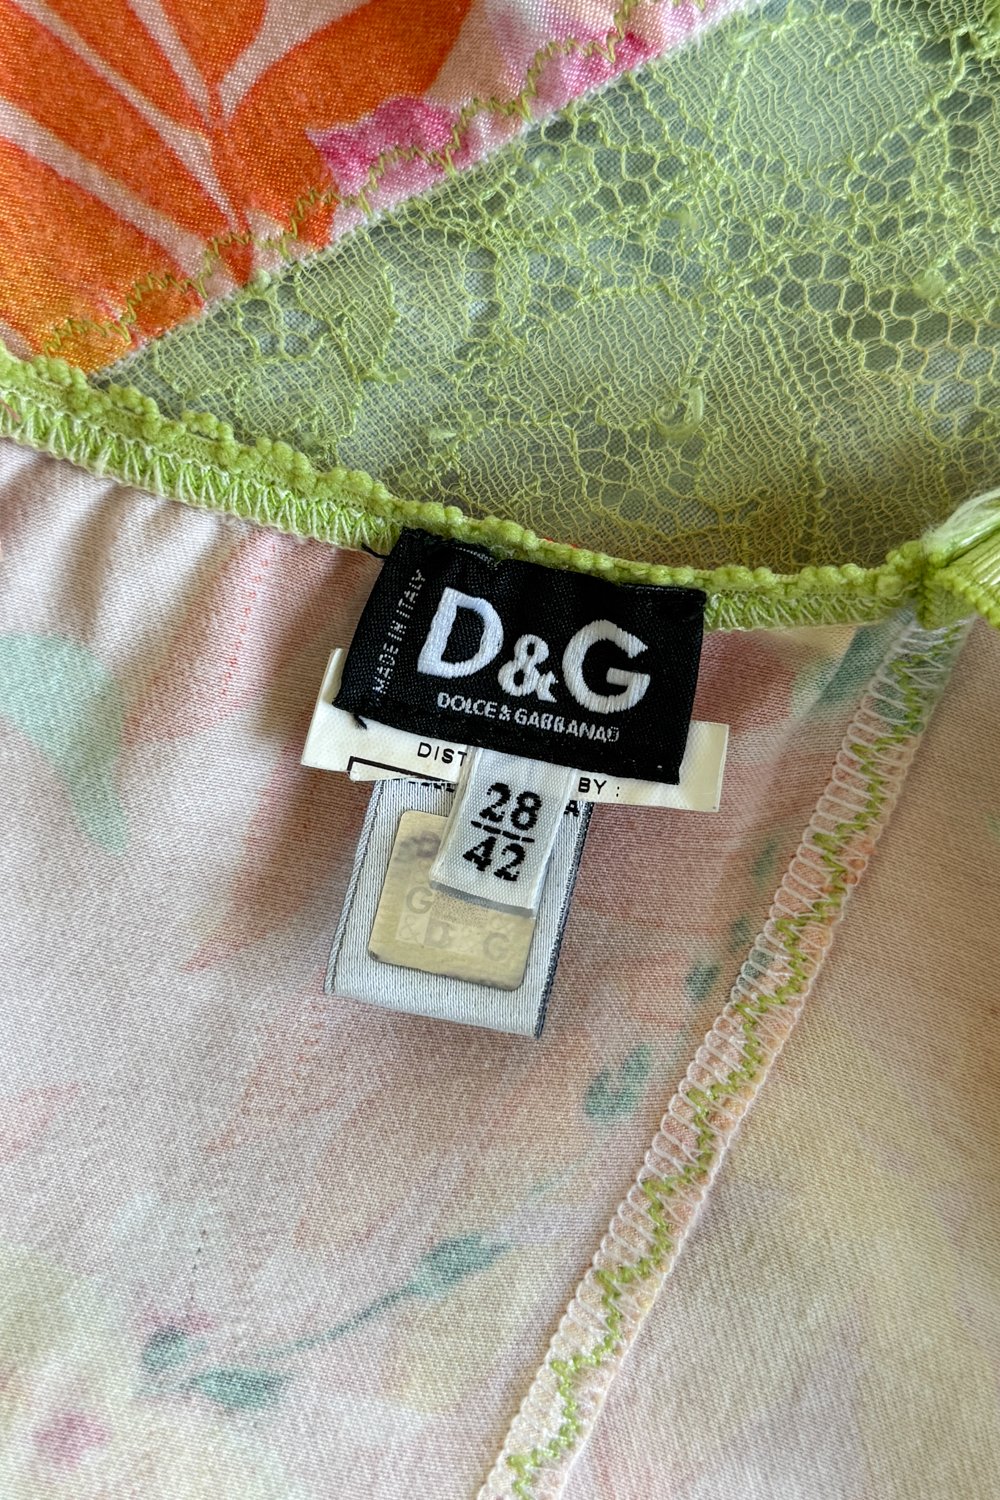 MADE IN ITALY
D&G
DOLCE & GABBANA
DIST
BY :
28
42
G
D G